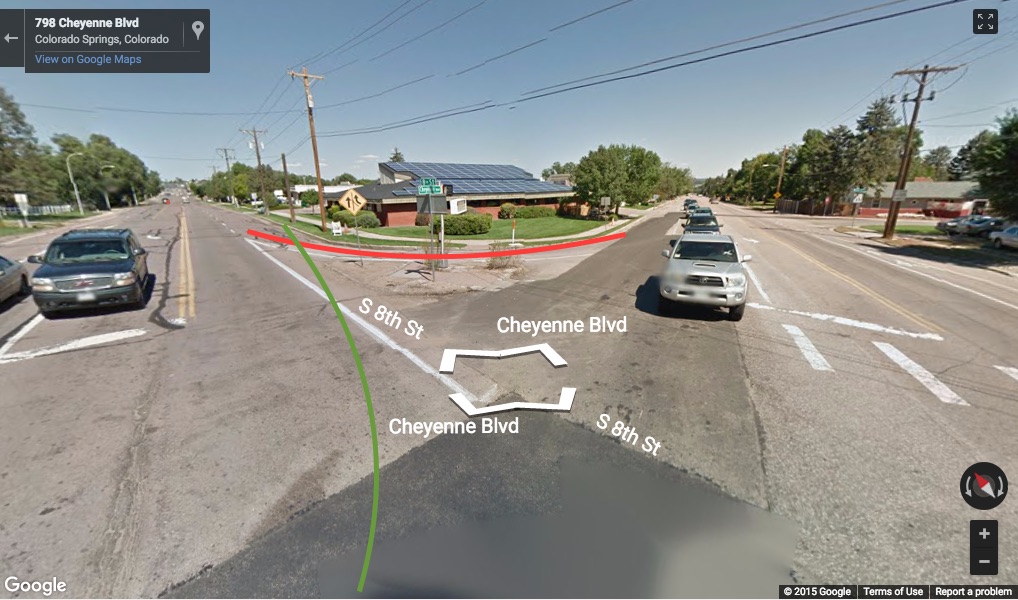 798 Cheyenne Blvd
Colorado Springs, Colorado
View on Google Maps
S 8th St
Cheyenne Blvd
Cheyenne Blvd
S 8th St
Google
© 2015 Google
Terms of Use
Report a problem